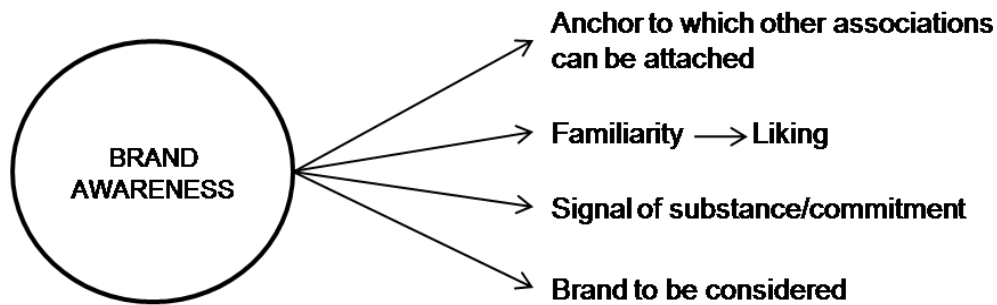 BRAND
AWARENESS
Anchor to which other associations
can be attached
Familiarity → Liking
Signal of substance/commitment
Brand to be considered